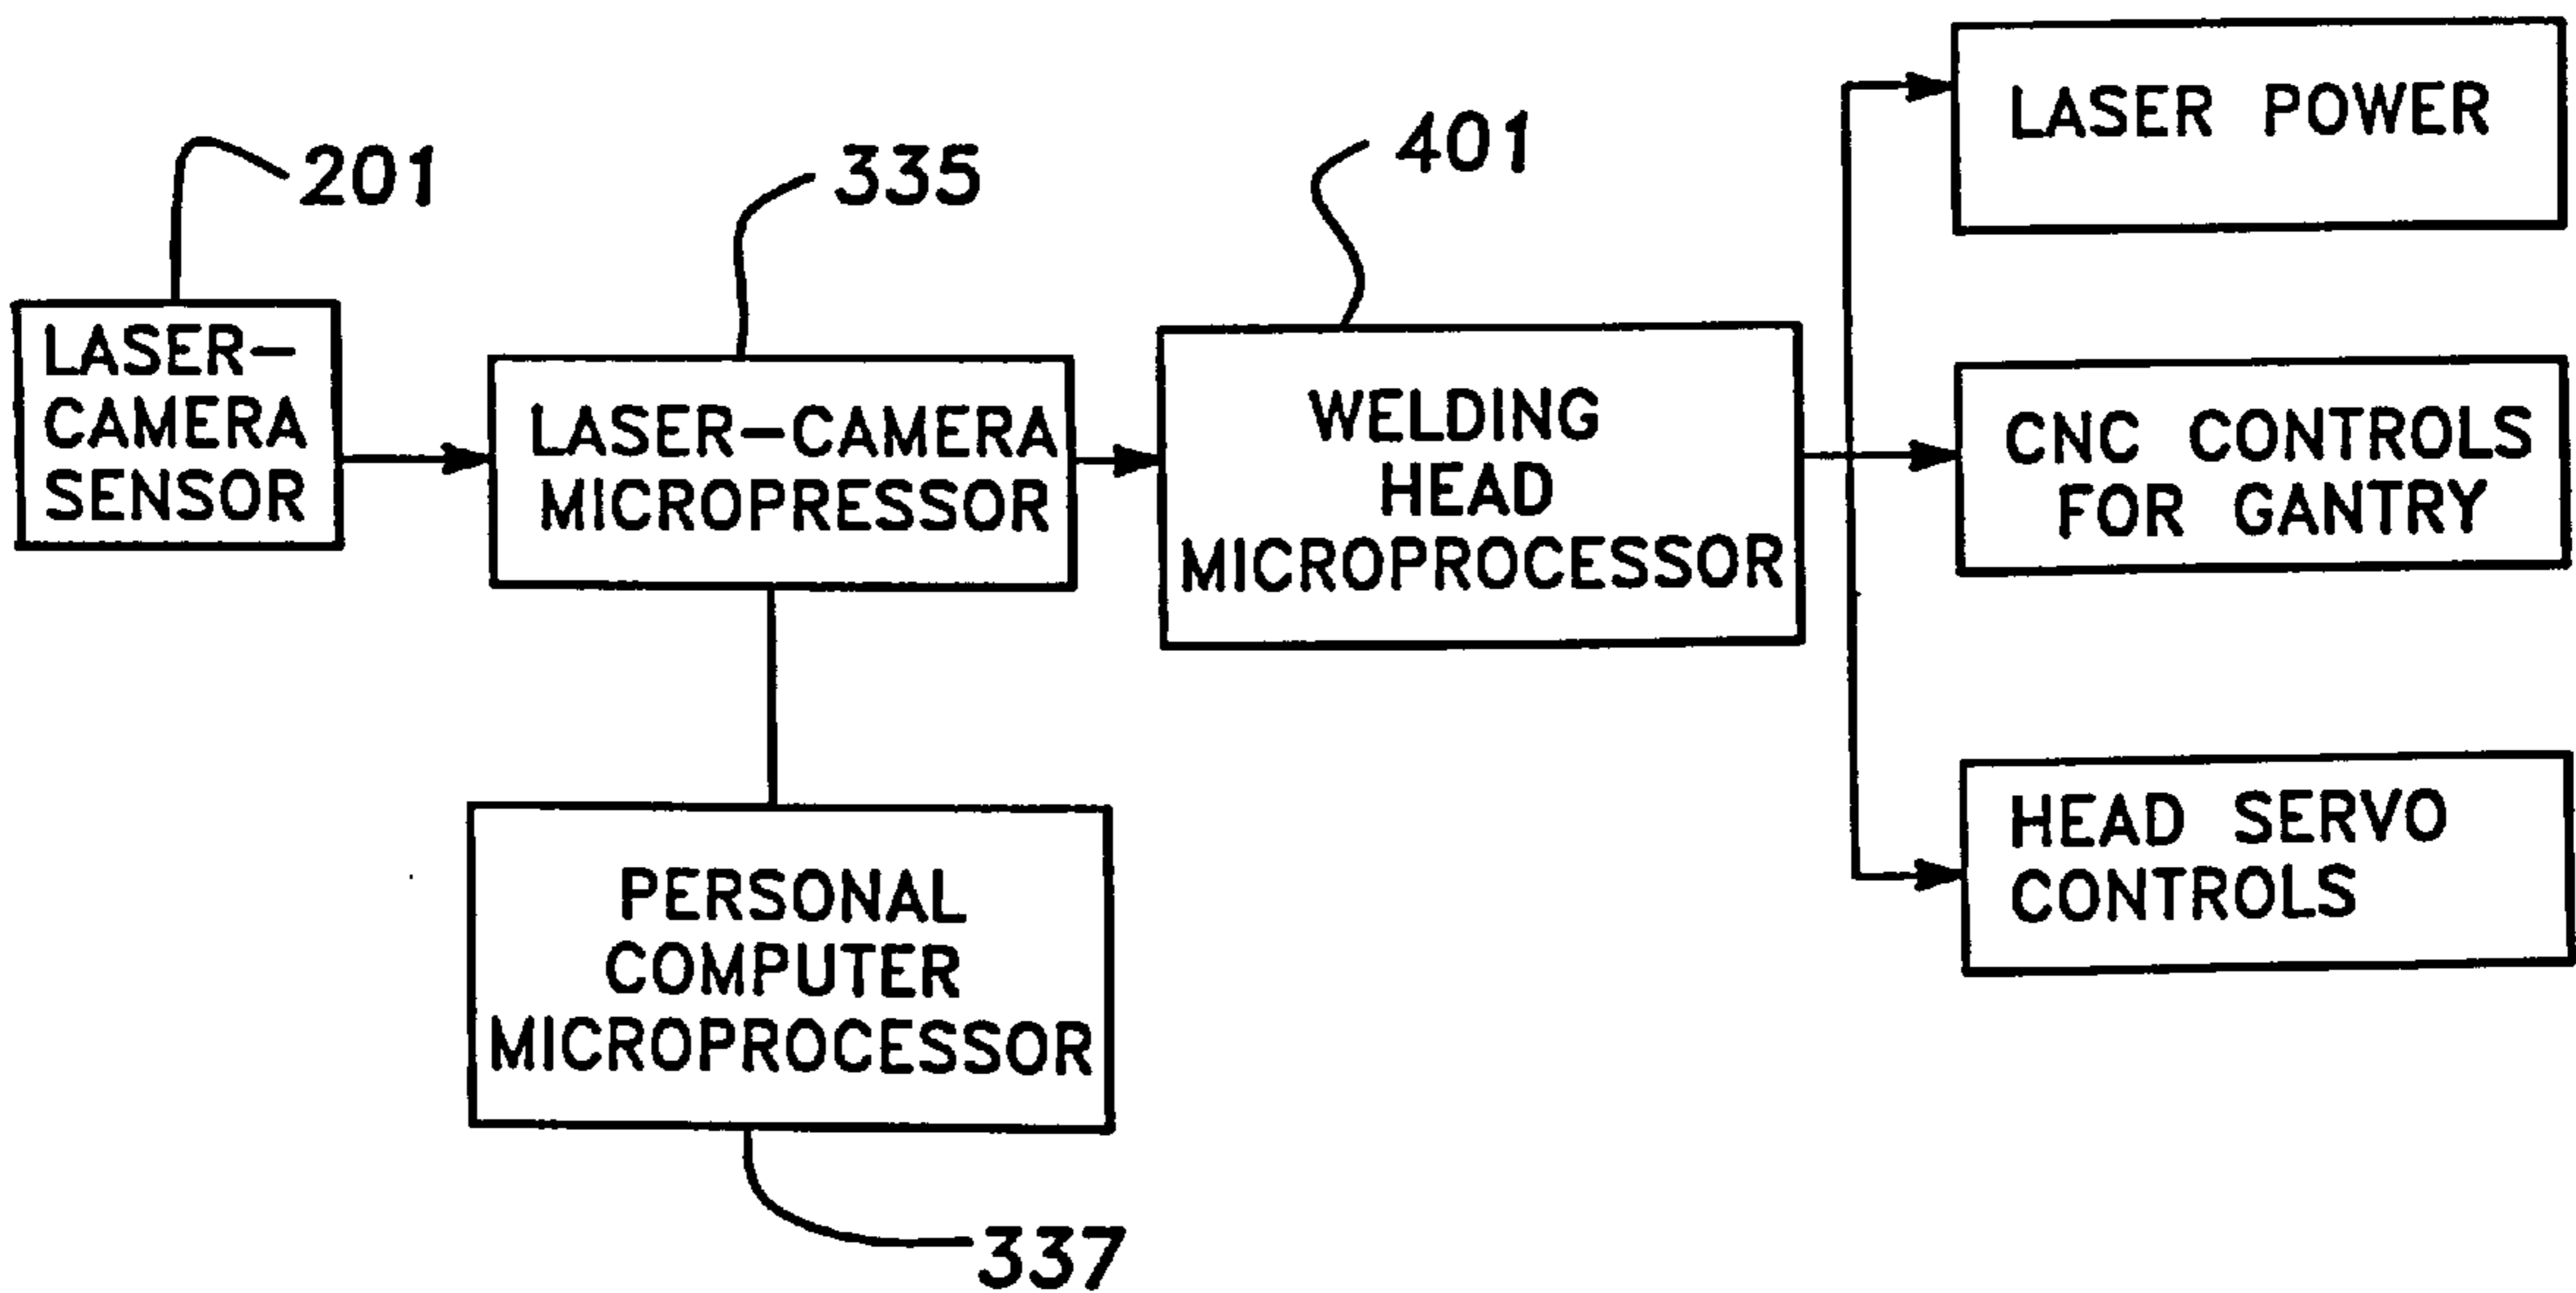 201
335
401
LASER-
CAMERA
SENSOR
LASER-CAMERA
MICROPRESSOR
WELDING
HEAD
MICROPROCESSOR
LASER POWER
CNC CONTROLS
FOR GANTRY
HEAD SERVO
CONTROLS
PERSONAL
COMPUTER
MICROPROCESSOR
337